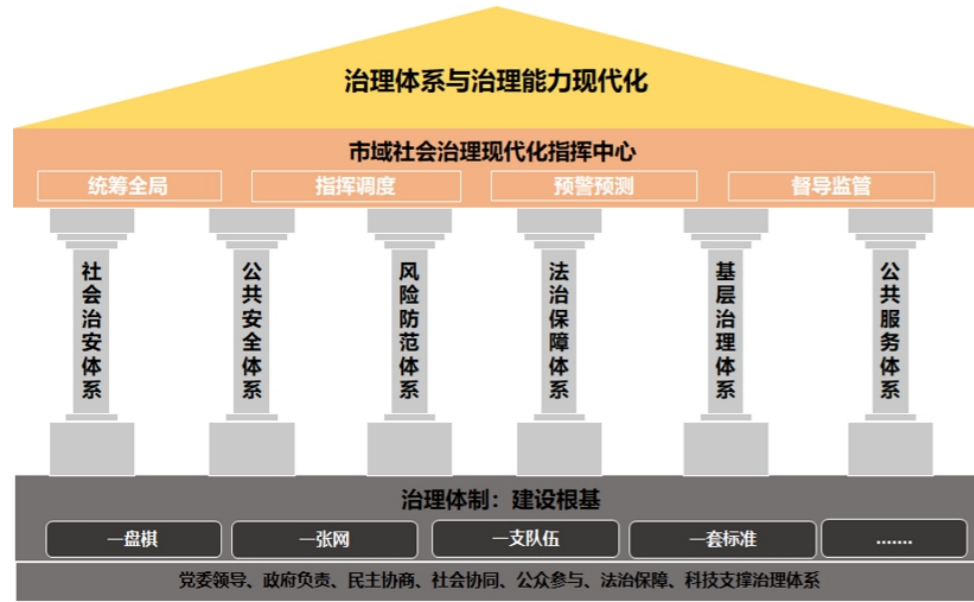 治理体系与治理能力现代化
市域社会治理现代化指挥中心
统筹全局
指挥调度
预警预测
督导监管
社会治安体系
公共安全体系
风险防范体系
法治保障体系
基层治理体系
公共服务体系
治理体制：建设根基
一盘棋
一张网
一支队伍
一套标准
.......
党委领导、政府负责、民主协商、社会协同、公众参与、法治保障、科技支撑治理体系